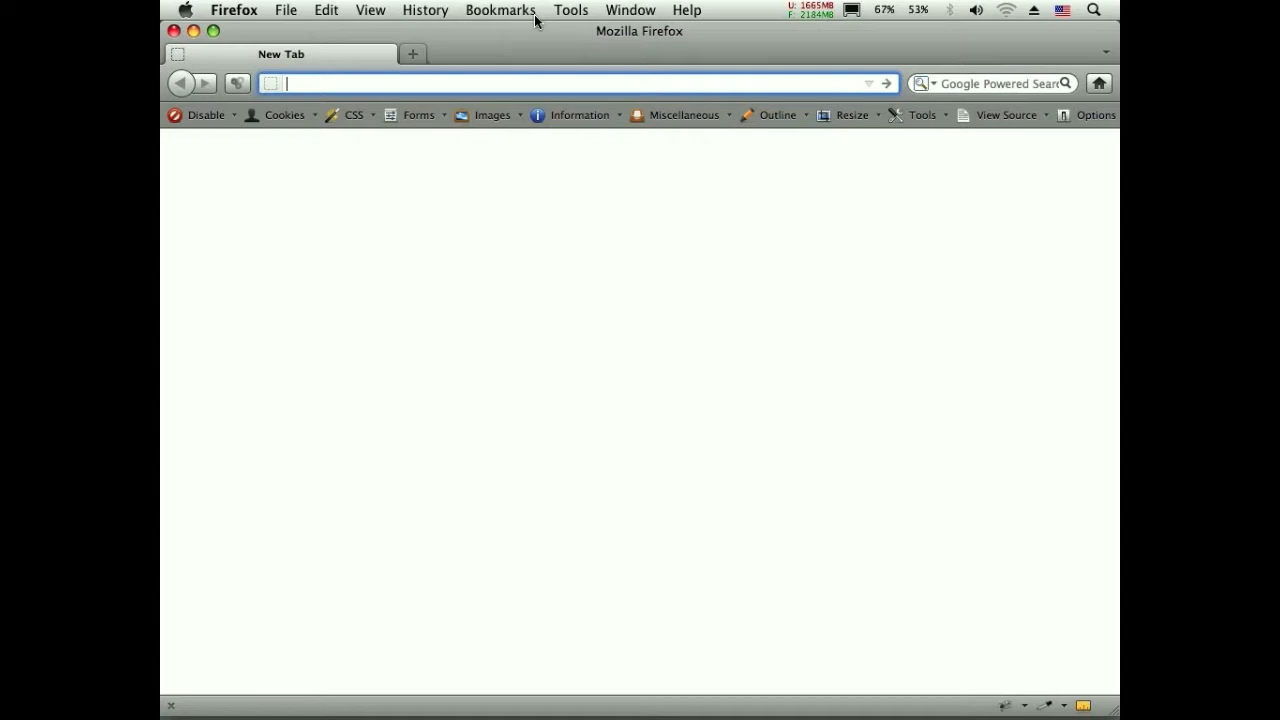 Firefox File Edit View History Bookmarks Tools Window Help U: 1665MB 67% 53%
F: 2184MB
Mozilla Firefox
New Tab
Google Powered Sear
Disable Cookies CSS Forms Images Information Miscellaneous Outline Resize Tools View Source Options